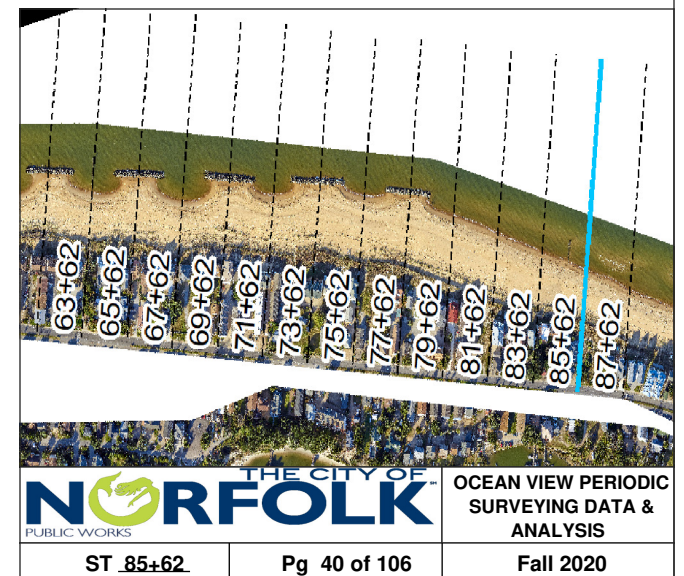 63+62
65+62
67+62
69+62
71+62
73+62
75+62
77+62
79+62
81+62
83+62
85+62
87+62
THE CITY OF
NORFOLK
PUBLIC WORKS
OCEAN VIEW PERIODIC
SURVEYING DATA &
ANALYSIS
ST 85+62
Pg 40 of 106
Fall 2020